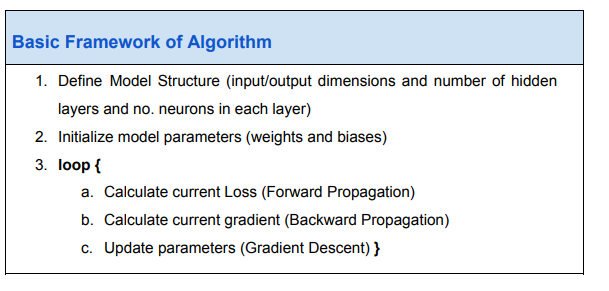 Basic Framework of Algorithm
1. Define Model Structure (input/output dimensions and number of hidden
layers and no. neurons in each layer)
2. Initialize model parameters (weights and biases)
3. loop {
a. Calculate current Loss (Forward Propagation)
b. Calculate current gradient (Backward Propagation)
c. Update parameters (Gradient Descent) }